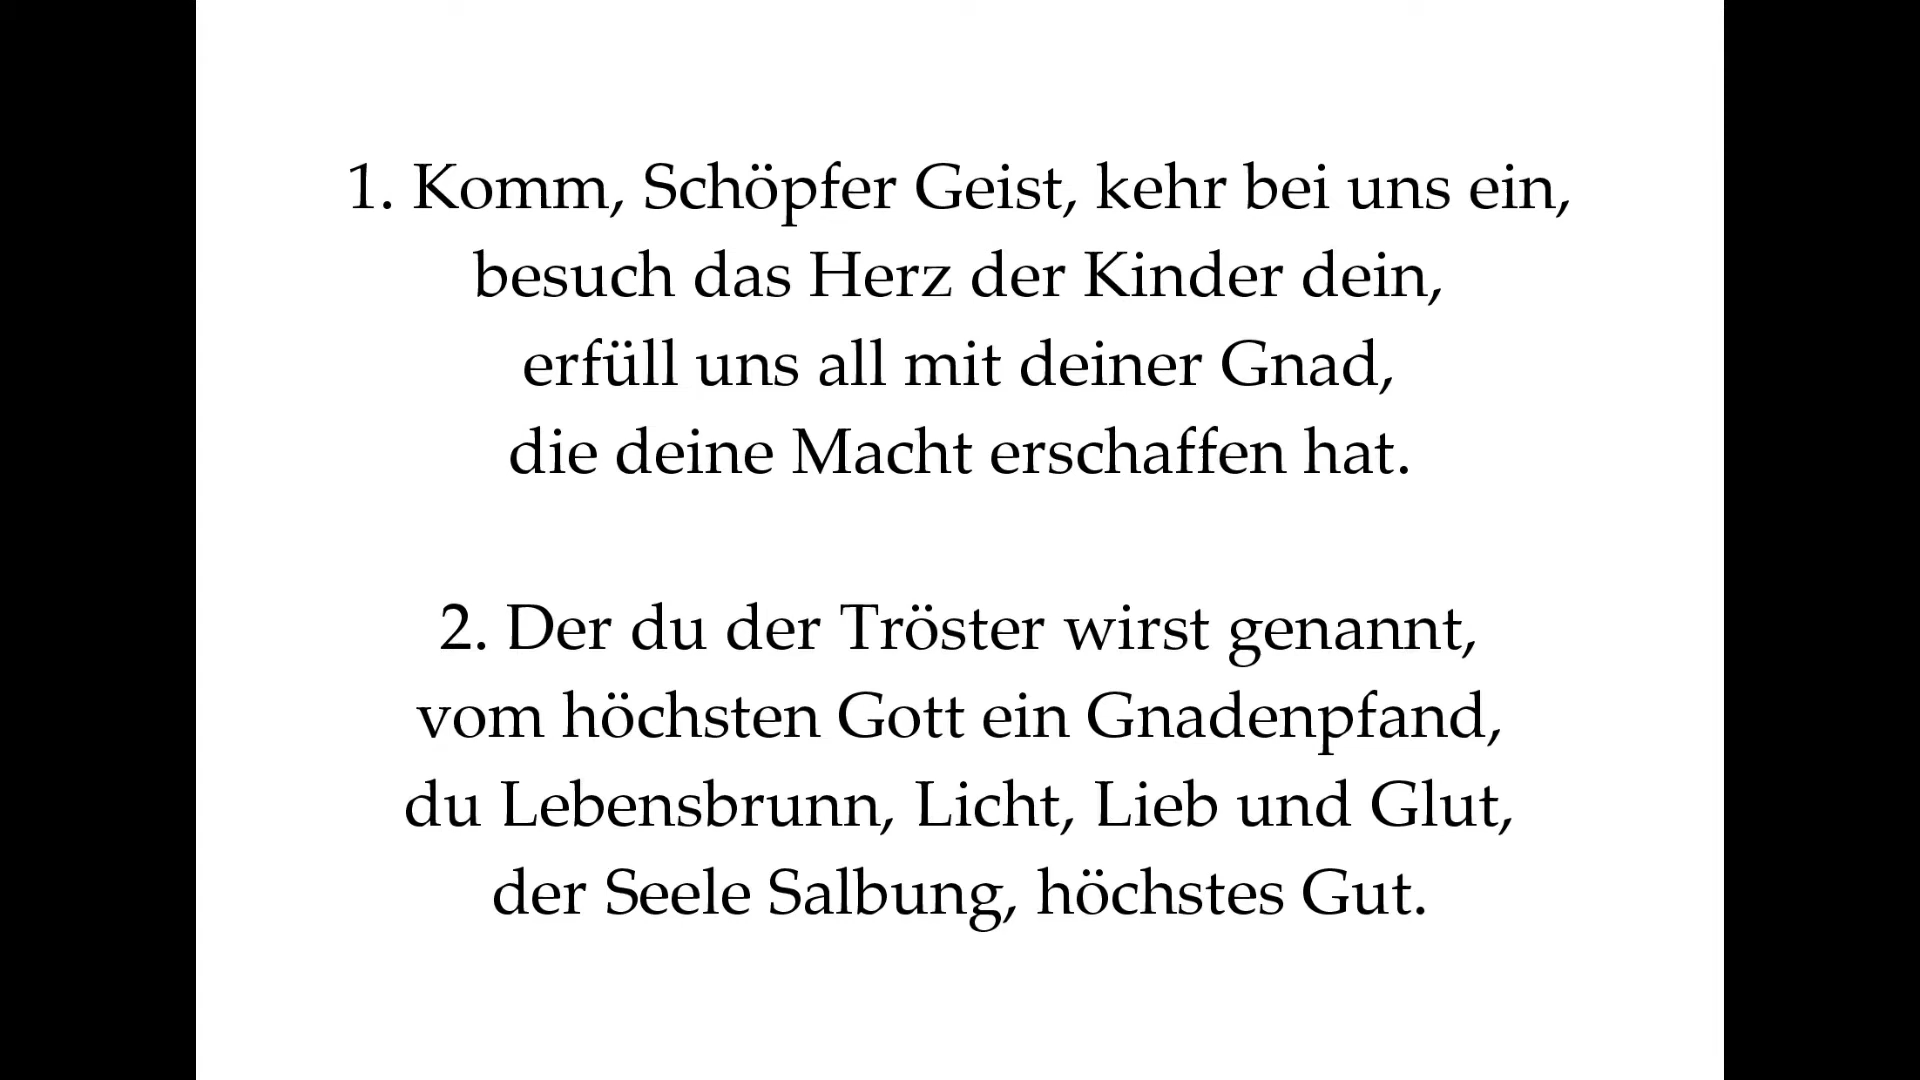 1. Komm, Schöpfer Geist, kehr bei uns ein,
besuch das Herz der Kinder dein,
erfüll uns all mit deiner Gnad,
die deine Macht erschaffen hat.
2. Der du der Tröster wirst genannt,
vom höchsten Gott ein Gnadenpfand,
du Lebensbrunn, Licht, Lieb und Glut,
der Seele Salbung, höchstes Gut.